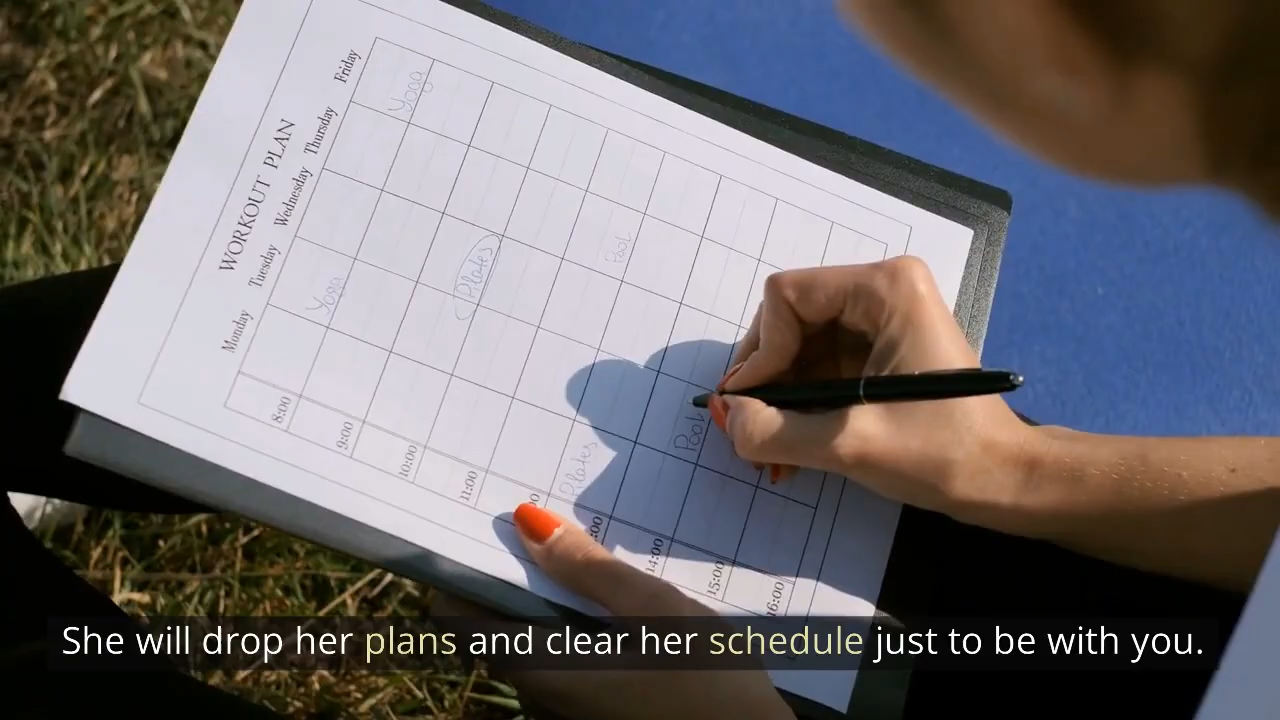 WORKOUT PLAN
Monday Tuesday Wednesday Thursday Friday
8:00
9:00
10:00
11:00
14:00
15:00
16:00
Yoga
Yoga
Pilates
Pool
Pilates
Pool
She will drop her plans and clear her schedule just to be with you.